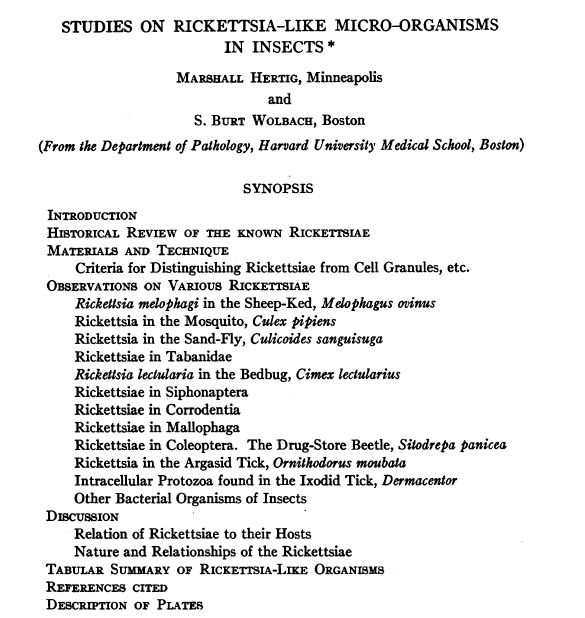 STUDIES ON RICKETTSIA-LIKE MICRO-ORGANISMS
IN INSECTS *
MARSHALL HERTIG, Minneapolis
and
S. BURT WOLBACH, Boston
(From the Department of Pathology, Harvard University Medical School, Boston)
SYNOPSIS
INTRODUCTION
HISTORICAL REVIEW OF THE KNOWN RICKETTSIAE
MATERIALS AND TECHNIQUE
Criteria for Distinguishing Rickettsiae from Cell Granules, etc.
OBSERVATIONS ON VARIOUS RICKETTSIAE
Rickettsia melophagi in the Sheep-Ked, Melophagus ovinus
Rickettsia in the Mosquito, Culex pipiens
Rickettsia in the Sand-Fly, Culicoides sanguisuga
Rickettsiae in Tabanidae
Rickettsia lectularia in the Bedbug, Cimex lectularius
Rickettsiae in Siphonaptera
Rickettsiae in Corrodentia
Rickettsiae in Mallophaga
Rickettsiae in Coleoptera. The Drug-Store Beetle, Sitodrepa panicea
Rickettsia in the Argasid Tick, Ornithodorus moubata
Intracellular Protozoa found in the Ixodid Tick, Dermacentor
Other Bacterial Organisms of Insects
DISCUSSION
Relation of Rickettsiae to their Hosts
Nature and Relationships of the Rickettsiae
TABULAR SUMMARY OF RICKETTSIA-LIKE ORGANISMS
REFERENCES CITED
DESCRIPTION OF PLATES